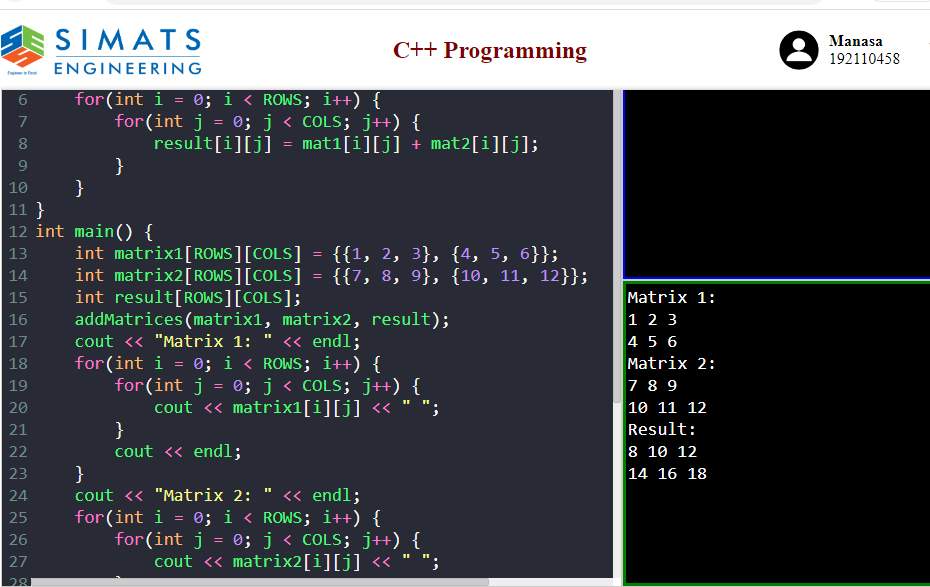 SIMATS
ENGINEERING
Engineer to Excel
C++ Programming
Manasa
192110458
6 for(int i = 0; i < ROWS; i++) {
7 for(int j = 0; j < COLS; j++) {
8 result[i][j] = mat1[i][j] + mat2[i][j];
9 }
10 }
11 }
12 int main() {
13 int matrix1[ROWS][COLS] = {{1, 2, 3}, {4, 5, 6}};
14 int matrix2[ROWS][COLS] = {{7, 8, 9}, {10, 11, 12}};
15 int result[ROWS][COLS];
16 addMatrices(matrix1, matrix2, result);
17 cout << "Matrix 1: " << endl;
18 for(int i = 0; i < ROWS; i++) {
19 for(int j = 0; j < COLS; j++) {
20 cout << matrix1[i][j] << " ";
21 }
22 cout << endl;
23 }
24 cout << "Matrix 2: " << endl;
25 for(int i = 0; i < ROWS; i++) {
26 for(int j = 0; j < COLS; j++) {
27 cout << matrix2[i][j] << " ";
28 }
Matrix 1:
1 2 3
4 5 6
Matrix 2:
7 8 9
10 11 12
Result:
8 10 12
14 16 18